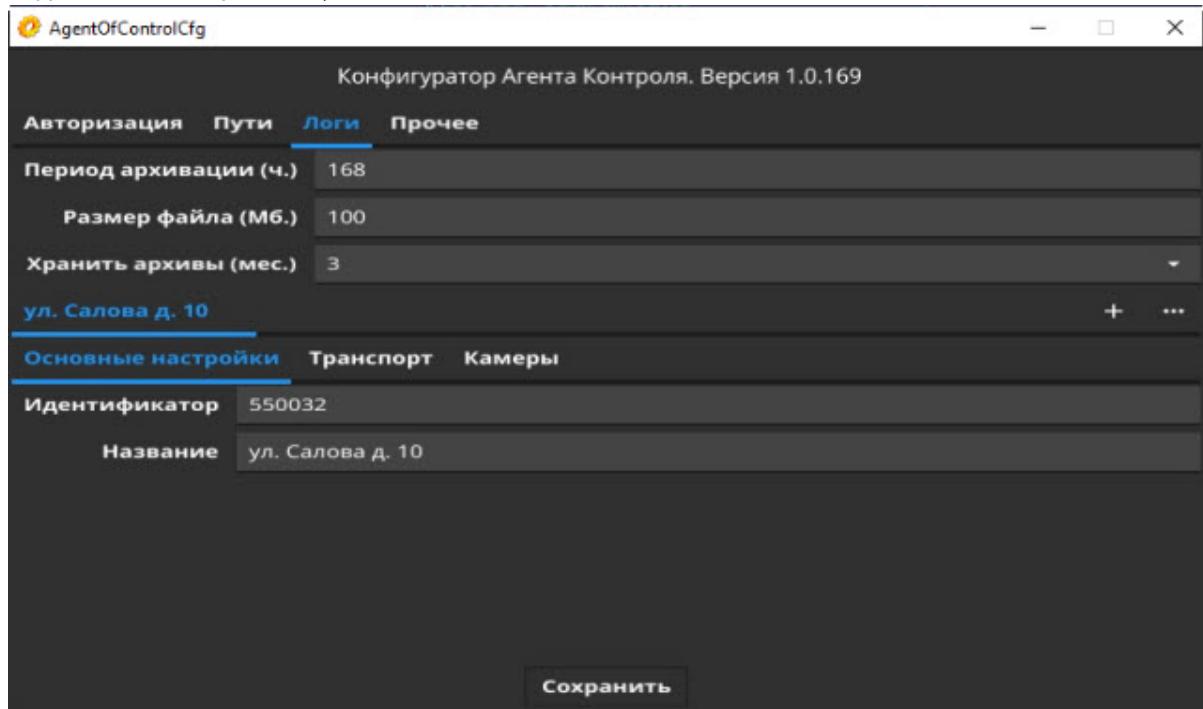 AgentOfControlCfg
Конфигуратор Агента Контроля. Версия 1.0.169
Авторизация Пути Логи Прочее
Период архивации (ч.) 168
Размер файла (Мб.) 100
Хранить архивы (мес.) 3
ул. Салова д. 10 + ...
Основные настройки Транспорт Камеры
Идентификатор 550032
Название ул. Салова д. 10
Сохранить